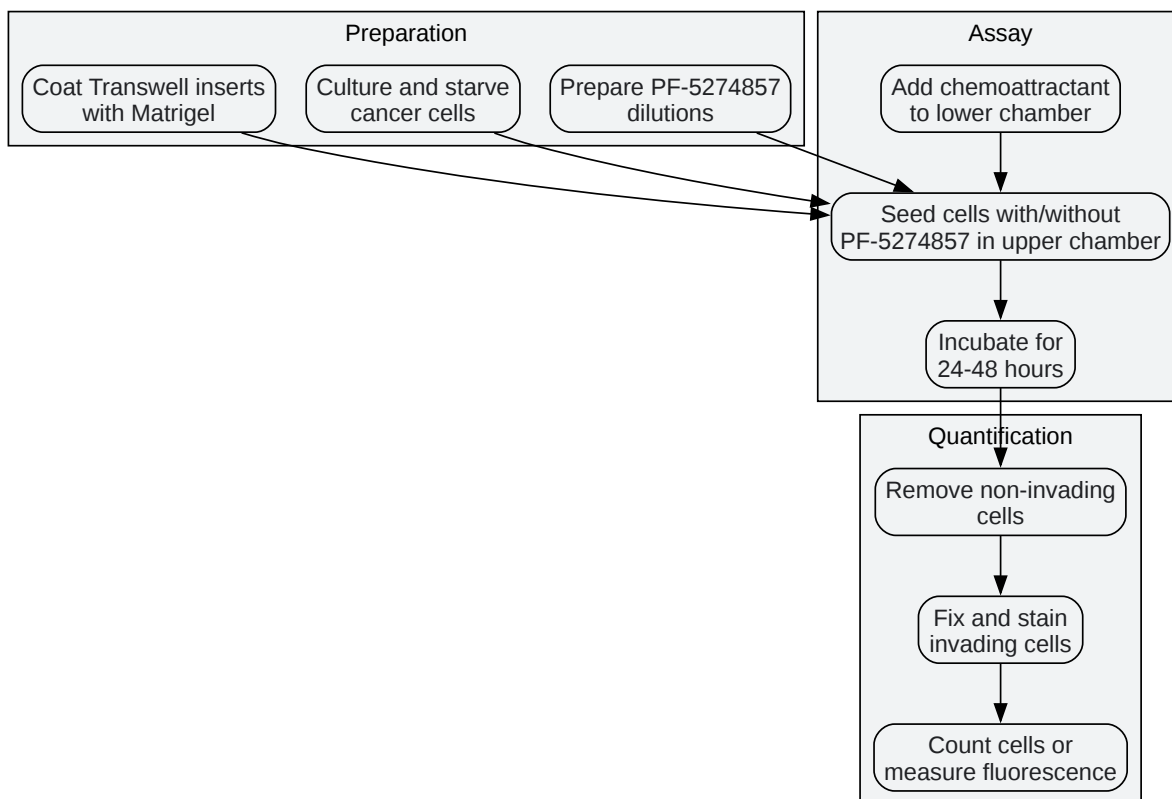 Preparation
Coat Transwell inserts
with Matrigel
Culture and starve
cancer cells
Prepare PF-5274857
dilutions
Assay
Add chemoattractant
to lower chamber
Seed cells with/without
PF-5274857 in upper chamber
Incubate for
24-48 hours
Quantification
Remove non-invading
cells
Fix and stain
invading cells
Count cells or
measure fluorescence